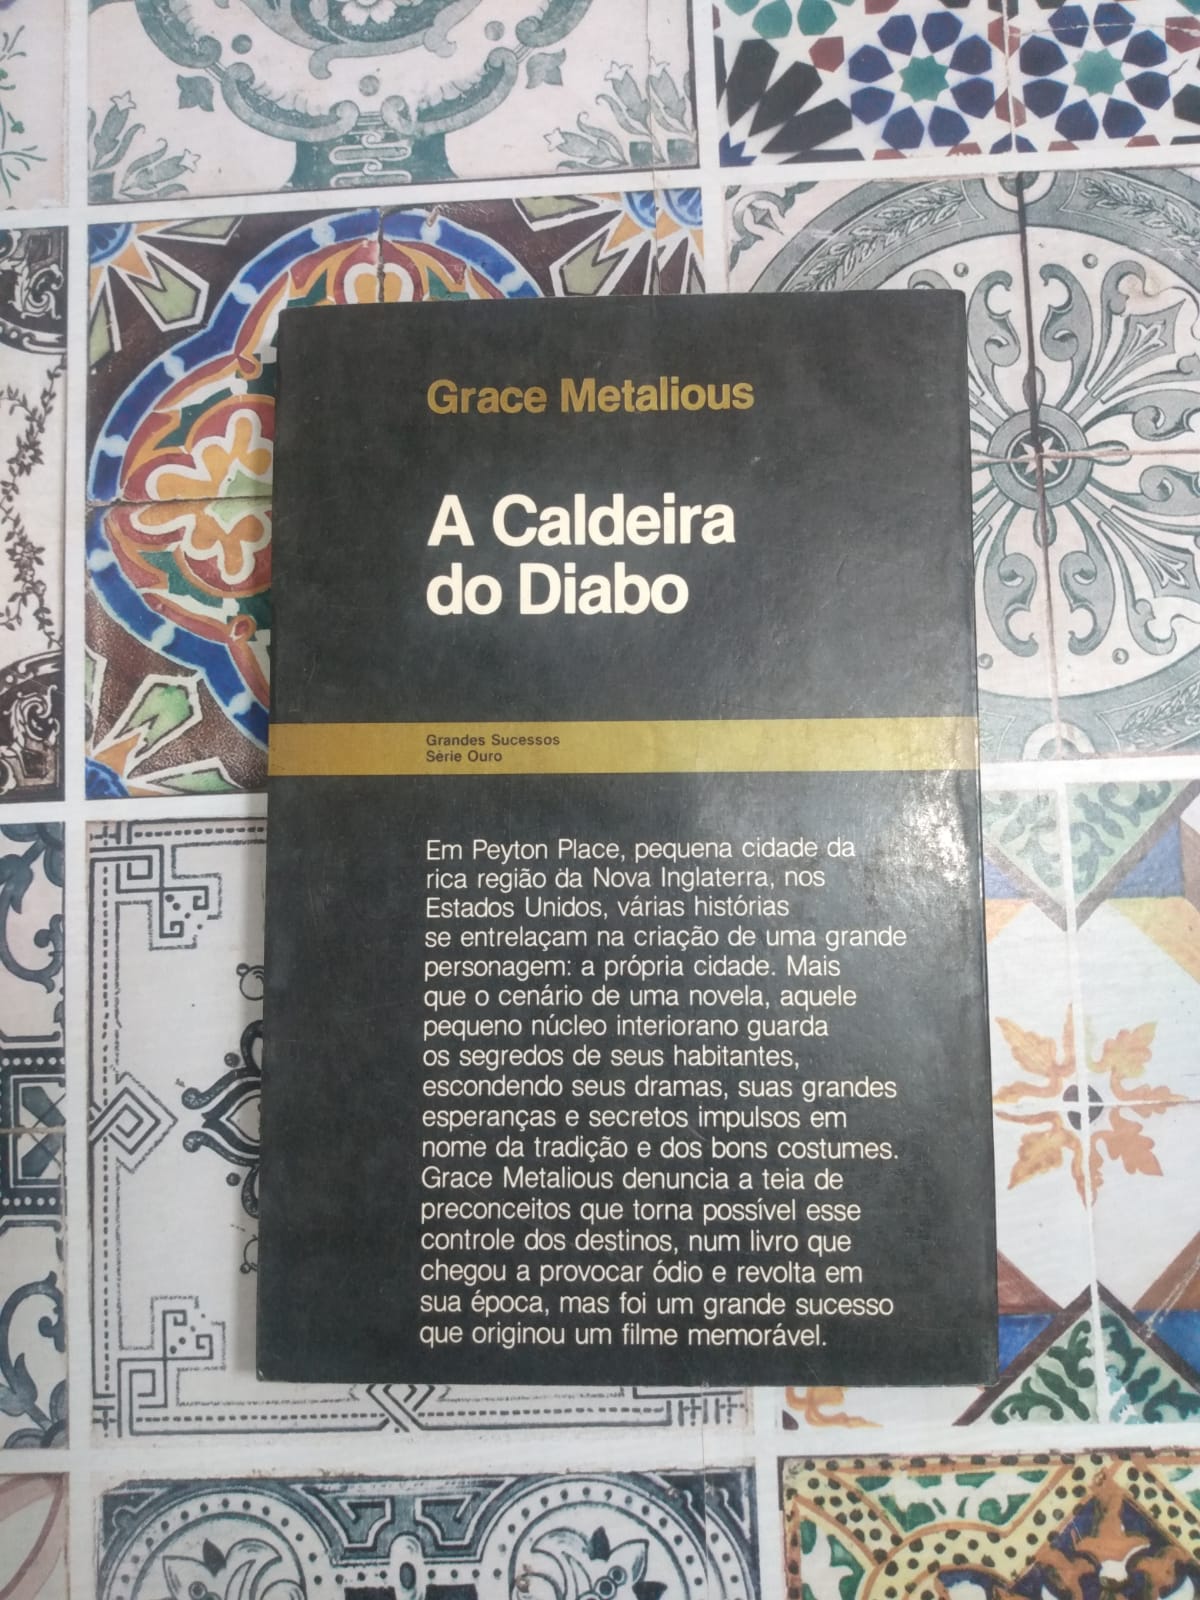 Grace Metalious
A Caldeira
do Diabo
Grandes Sucessos
Série Ouro
Em Peyton Place, pequena cidade da
rica região da Nova Inglaterra, nos
Estados Unidos, várias histórias
se entrelaçam na criação de uma grande
personagem: a própria cidade. Mais
que o cenário de uma novela, aquele
pequeno núcleo interiorano guarda
os segredos de seus habitantes,
escondendo seus dramas, suas grandes
esperanças e secretos impulsos em
nome da tradição e dos bons costumes.
Grace Metalious denuncia a teia de
preconceitos que torna possível esse
controle dos destinos, num livro que
chegou a provocar ódio e revolta em
sua época, mas foi um grande sucesso
que originou um filme memorável.